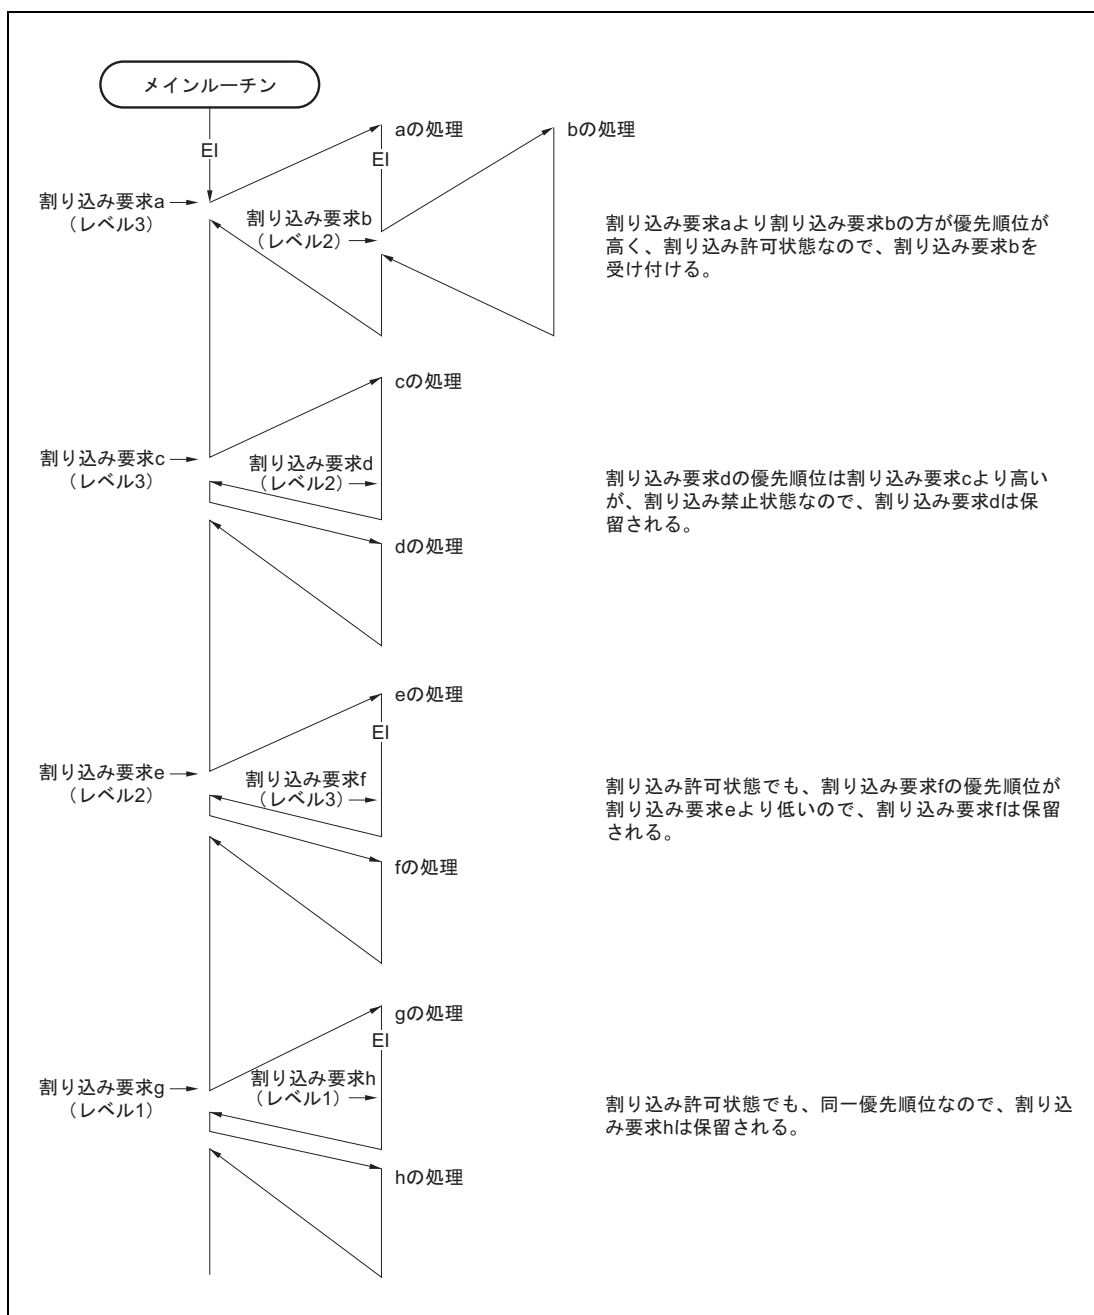 メインルーチン
EI
aの処理
EI
bの処理
割り込み要求a
（レベル3）
割り込み要求b
（レベル2）
割り込み要求aより割り込み要求bの方が優先順位が
高く、割り込み許可状態なので、割り込み要求bを
受け付ける。
cの処理
割り込み要求c
（レベル3）
割り込み要求d
（レベル2）
割り込み要求dの優先順位は割り込み要求cより高い
が、割り込み禁止状態なので、割り込み要求dは保
留される。
dの処理
eの処理
EI
割り込み要求e
（レベル2）
割り込み要求f
（レベル3）
割り込み許可状態でも、割り込み要求fの優先順位が
割り込み要求eより低いので、割り込み要求fは保留
される。
fの処理
gの処理
EI
割り込み要求g
（レベル1）
割り込み要求h
（レベル1）
割り込み許可状態でも、同一優先順位なので、割り込
み要求hは保留される。
hの処理